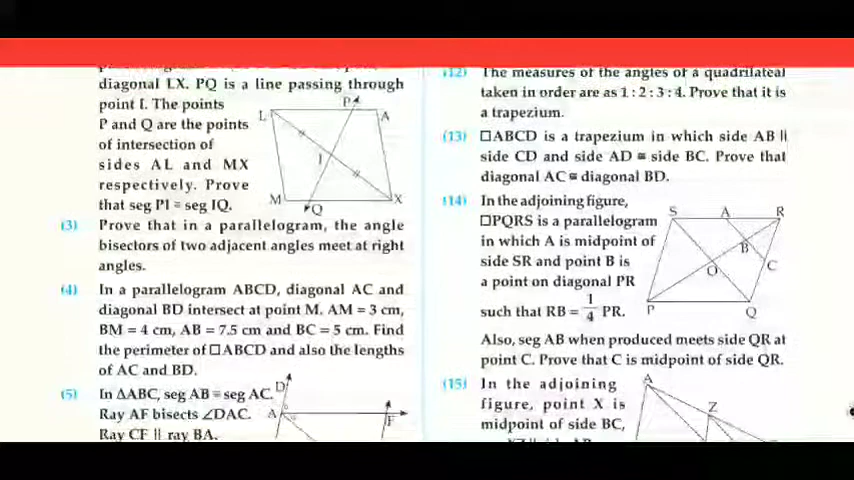 diagonal LX. PQ is a line passing through
point I. The points
P and Q are the points
of intersection of
sides AL and MX
respectively. Prove
that seg PI ≅ seg IQ.
L P A
I
M Q X
(3) Prove that in a parallelogram, the angle
bisectors of two adjacent angles meet at right
angles.
(4) In a parallelogram ABCD, diagonal AC and
diagonal BD intersect at point M. AM = 3 cm,
BM = 4 cm, AB = 7.5 cm and BC = 5 cm. Find
the perimeter of □ABCD and also the lengths
of AC and BD.
(5) In ΔABC, seg AB ≅ seg AC.
Ray AF bisects ∠DAC.
Ray CF || ray BA.
D
A F
(12) The measures of the angles of a quadrilateal
taken in order are as 1 : 2 : 3 : 4. Prove that it is
a trapezium.
(13) □ABCD is a trapezium in which side AB ||
side CD and side AD ≅ side BC. Prove that
diagonal AC ≅ diagonal BD.
(14) In the adjoining figure,
□PQRS is a parallelogram
in which A is midpoint of
side SR and point B is
a point on diagonal PR
such that RB = 1/4 PR.
Also, seg AB when produced meets side QR at
point C. Prove that C is midpoint of side QR.
S A R
B
O C
P Q
(15) In the adjoining
figure, point X is
midpoint of side BC,
A
Z